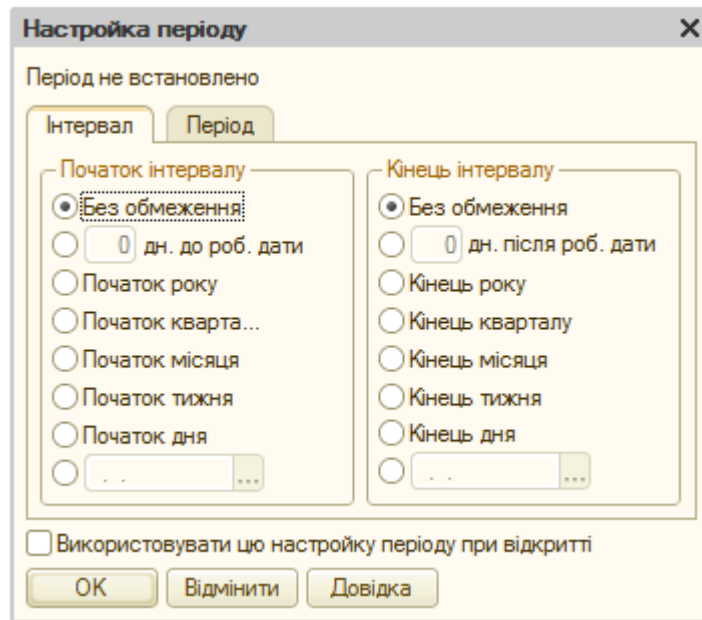 Настройка періоду
Період не встановлено
Інтервал Період
Початок інтервалу
Без обмеження
0 дн. до роб. дати
Початок року
Початок кварта...
Початок місяця
Початок тижня
Початок дня
. . ...
Кінець інтервалу
Без обмеження
0 дн. після роб. дати
Кінець року
Кінець кварталу
Кінець місяця
Кінець тижня
Кінець дня
. . ...
Використовувати цю настройку періоду при відкритті
OK Відмінити Довідка